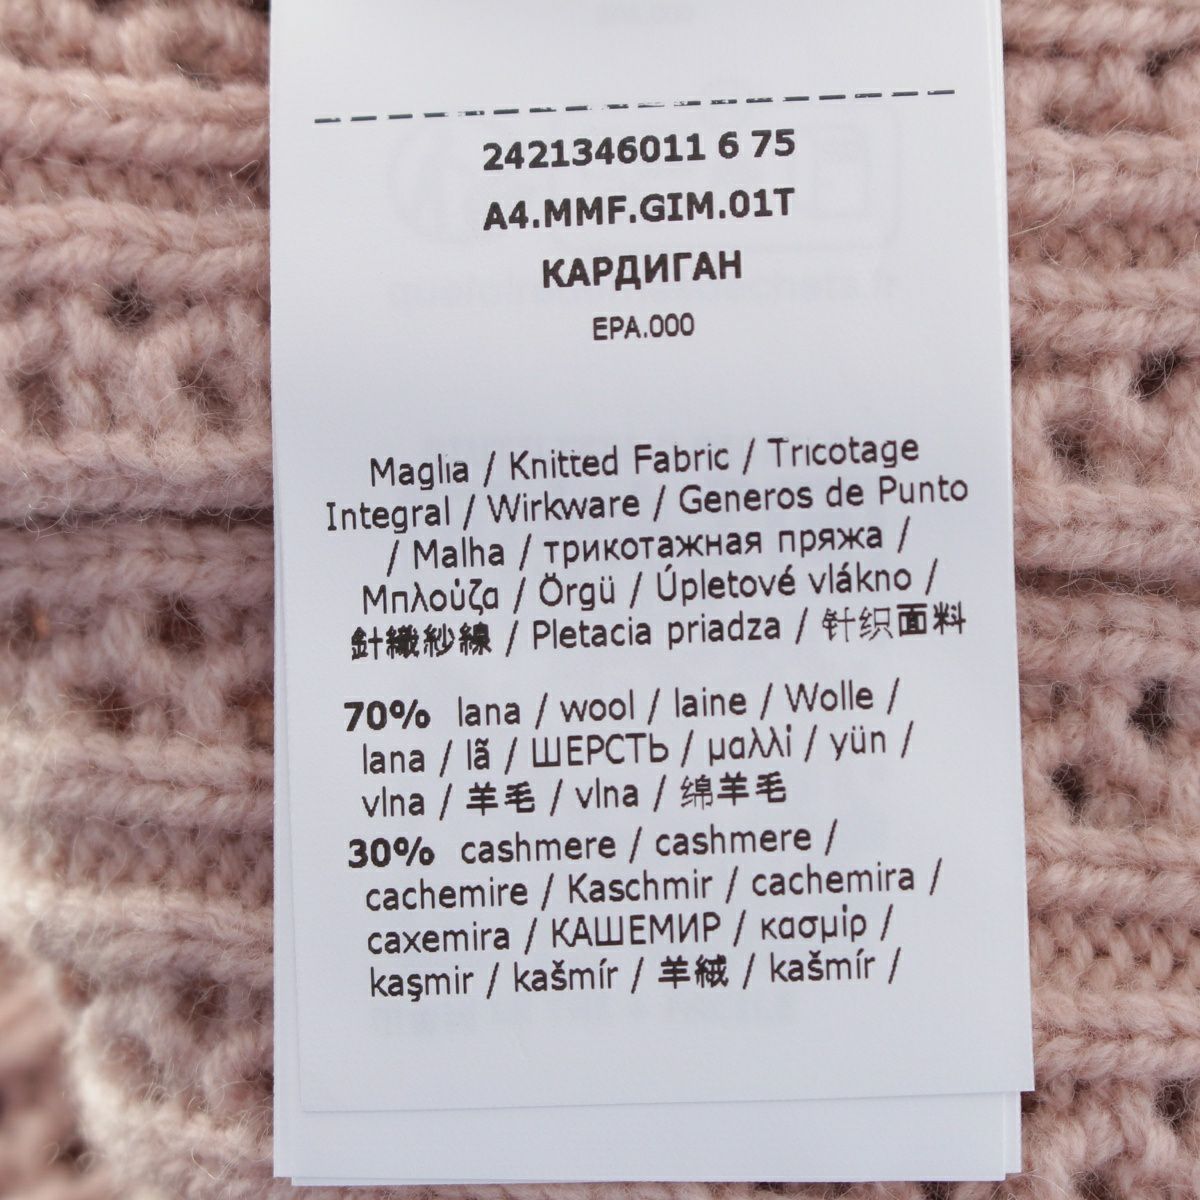 2421346011 6 75
A4.MMF.GIM.01T
КАРДИГАН
EPA.000
Maglia / Knitted Fabric / Tricotage
Integral / Wirkware / Generos de Punto
/ Malha / трикотажная пряжа /
Μπλούζα / Örgü / Úpletové vlákno /
針織紗線 / Pletacia priadza / 针织面料
70% lana / wool / laine / Wolle /
lana / lã / ШЕРСТЬ / μαλλί / yün /
vlna / 羊毛 / vlna / 绵羊毛
30% cashmere / cashmere /
cachemire / Kaschmir / cachemira /
caxemira / КАШЕМИР / κασμίρ /
kaşmir / kašmír / 羊絨 / kašmír /